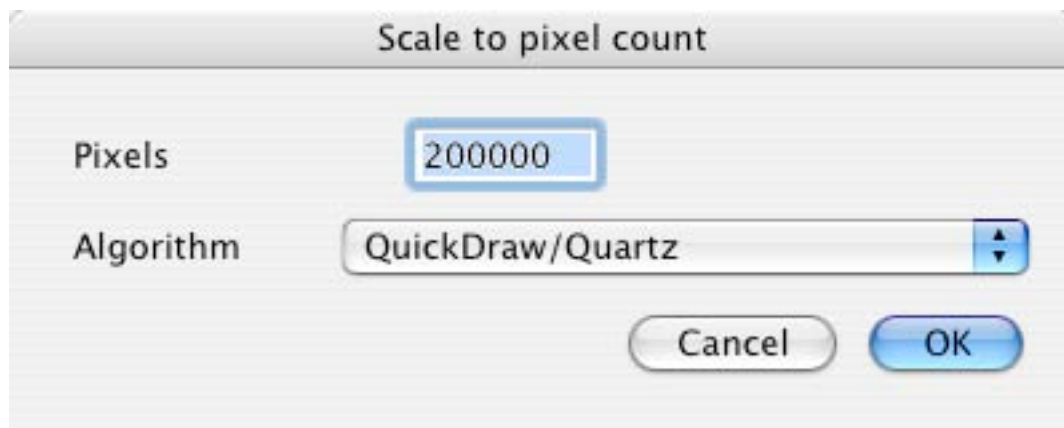 Scale to pixel count
Pixels 200000
Algorithm QuickDraw/Quartz
Cancel OK